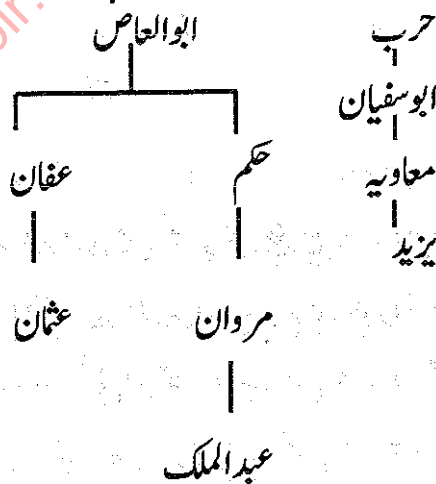 حرب ابوالعاص
ابوسفیان
معاویہ حکم عفان
یزید
مروان عثمان
عبدالملک